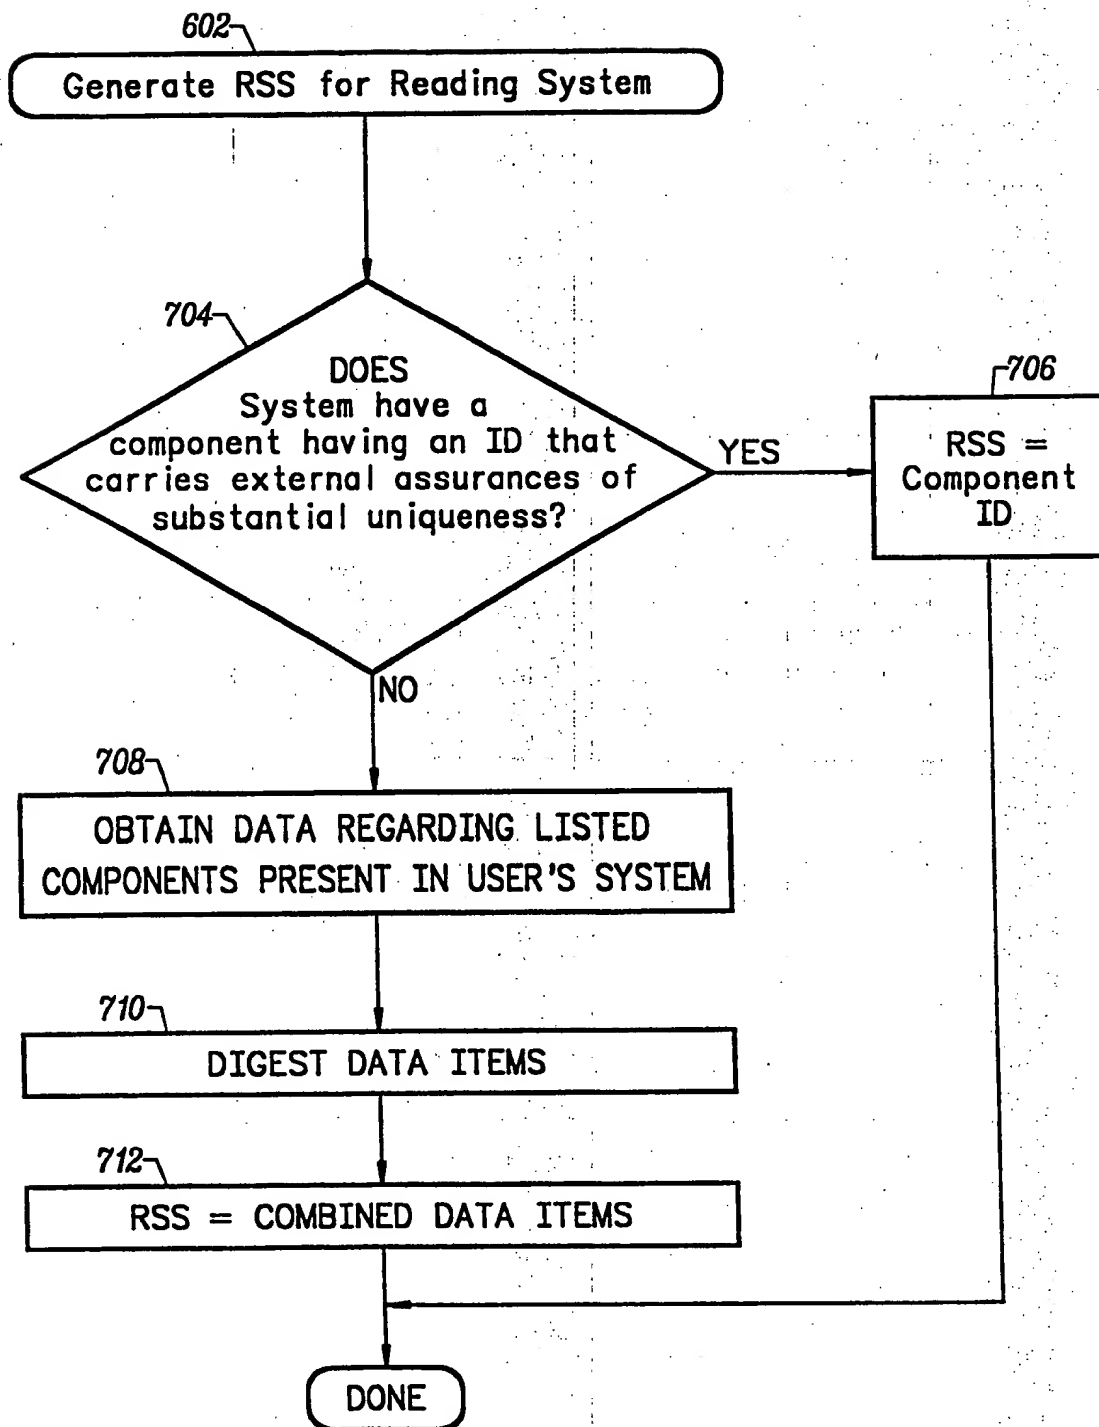 602
Generate RSS for Reading System
704
DOES
System have a
component having an ID that
carries external assurances of
substantial uniqueness?
YES
706
RSS =
Component
ID
NO
708
OBTAIN DATA REGARDING LISTED
COMPONENTS PRESENT IN USER'S SYSTEM
710
DIGEST DATA ITEMS
712
RSS = COMBINED DATA ITEMS
DONE